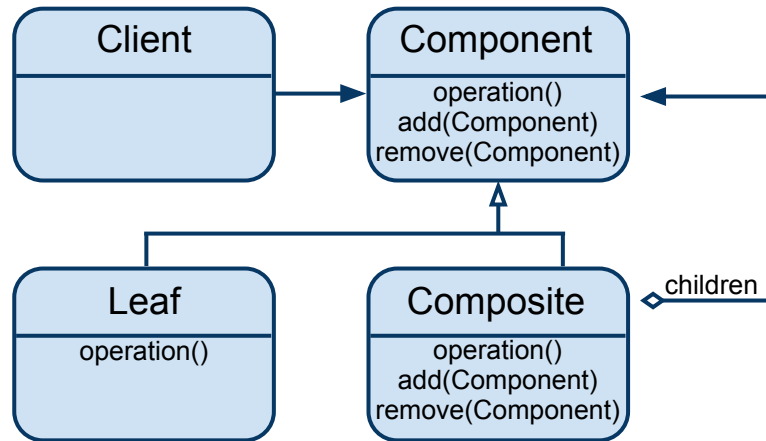 Client
Component
operation()
add(Component)
remove(Component)
Leaf
operation()
Composite
operation()
add(Component)
remove(Component)
children